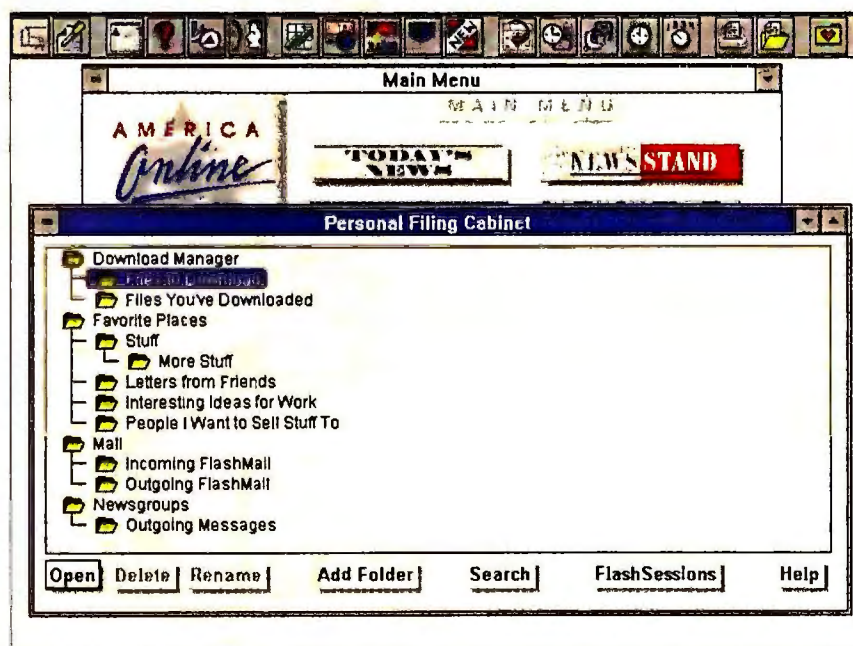 NEW
Main Menu
MAIN MENU
AMERICA
Online
TODAY'S
NEWS
NEWSSTAND
Personal Filing Cabinet
Download Manager
Files You've Downloaded
Favorite Places
Stuff
More Stuff
Letters from Friends
Interesting Ideas for Work
People I Want to Sell Stuff To
Mail
Incoming FlashMail
Outgoing FlashMail
Newsgroups
Outgoing Messages
Open Delete Rename Add Folder Search FlashSessions Help